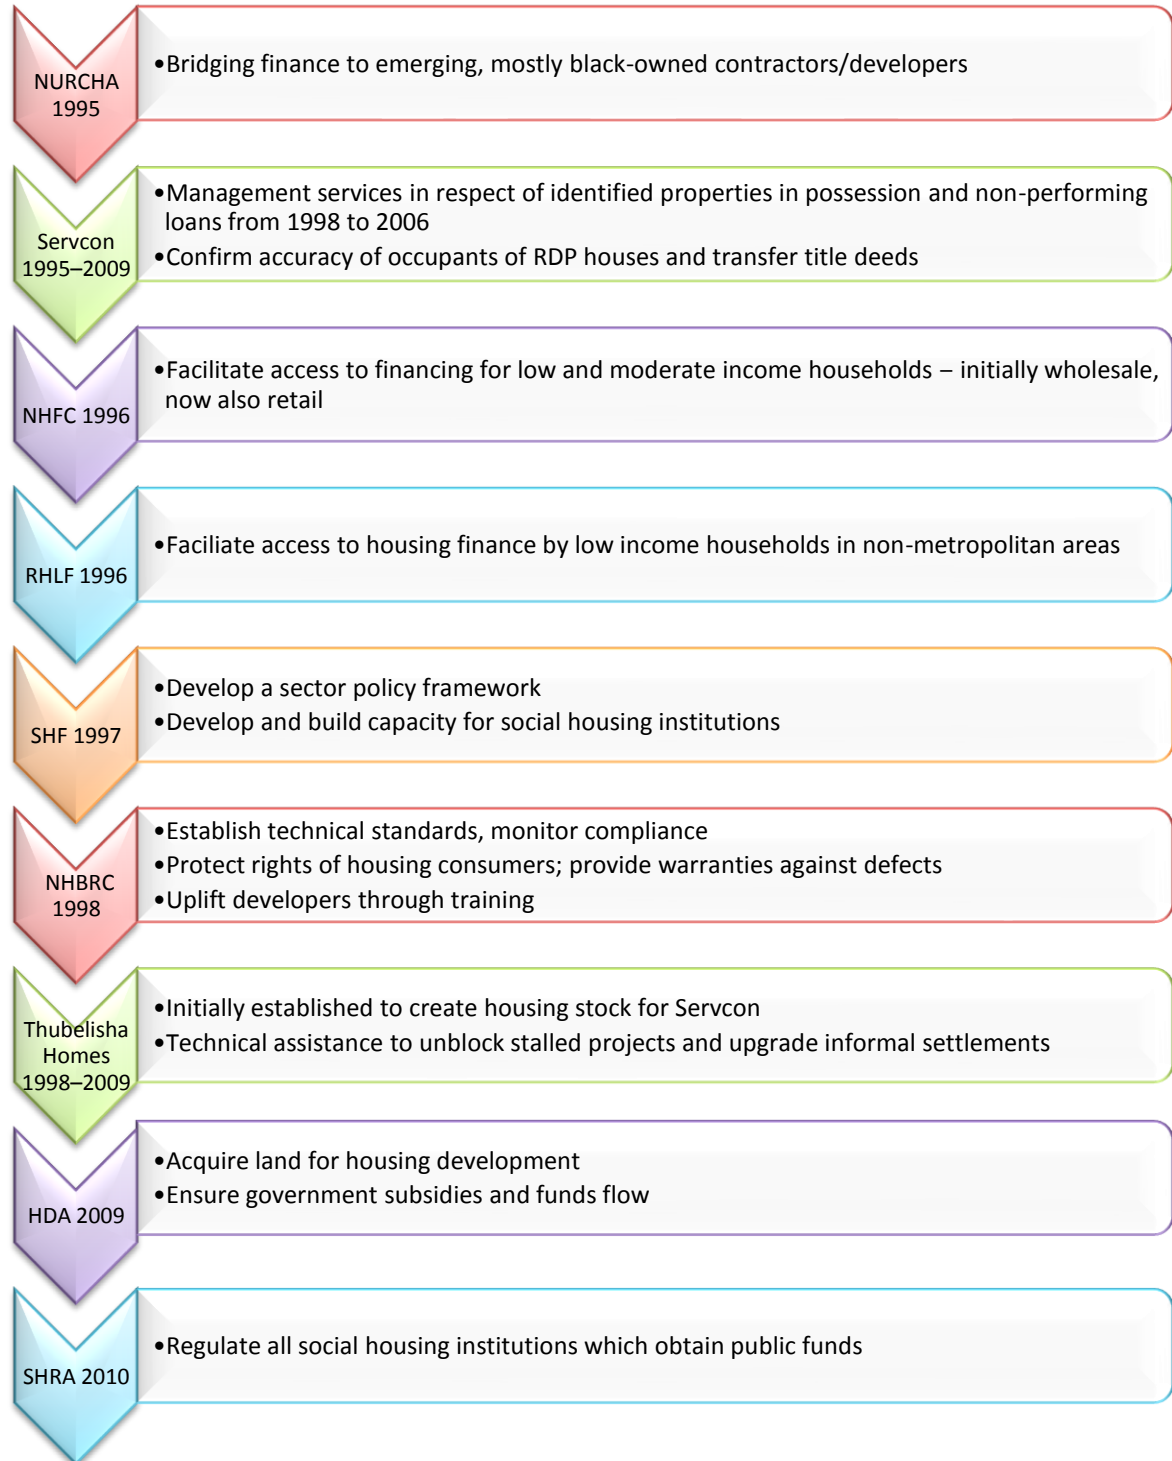 NURCHA
1995
•Bridging finance to emerging, mostly black-owned contractors/developers
Servcon
1995–2009
•Management services in respect of identified properties in possession and non-performing
loans from 1998 to 2006
•Confirm accuracy of occupants of RDP houses and transfer title deeds
NHFC 1996
•Facilitate access to financing for low and moderate income households – initially wholesale,
now also retail
RHLF 1996
•Faciliate access to housing finance by low income households in non-metropolitan areas
SHF 1997
•Develop a sector policy framework
•Develop and build capacity for social housing institutions
NHBRC
1998
•Establish technical standards, monitor compliance
•Protect rights of housing consumers; provide warranties against defects
•Uplift developers through training
Thubelisha
Homes
1998–2009
•Initially established to create housing stock for Servcon
•Technical assistance to unblock stalled projects and upgrade informal settlements
HDA 2009
•Acquire land for housing development
•Ensure government subsidies and funds flow
SHRA 2010
•Regulate all social housing institutions which obtain public funds